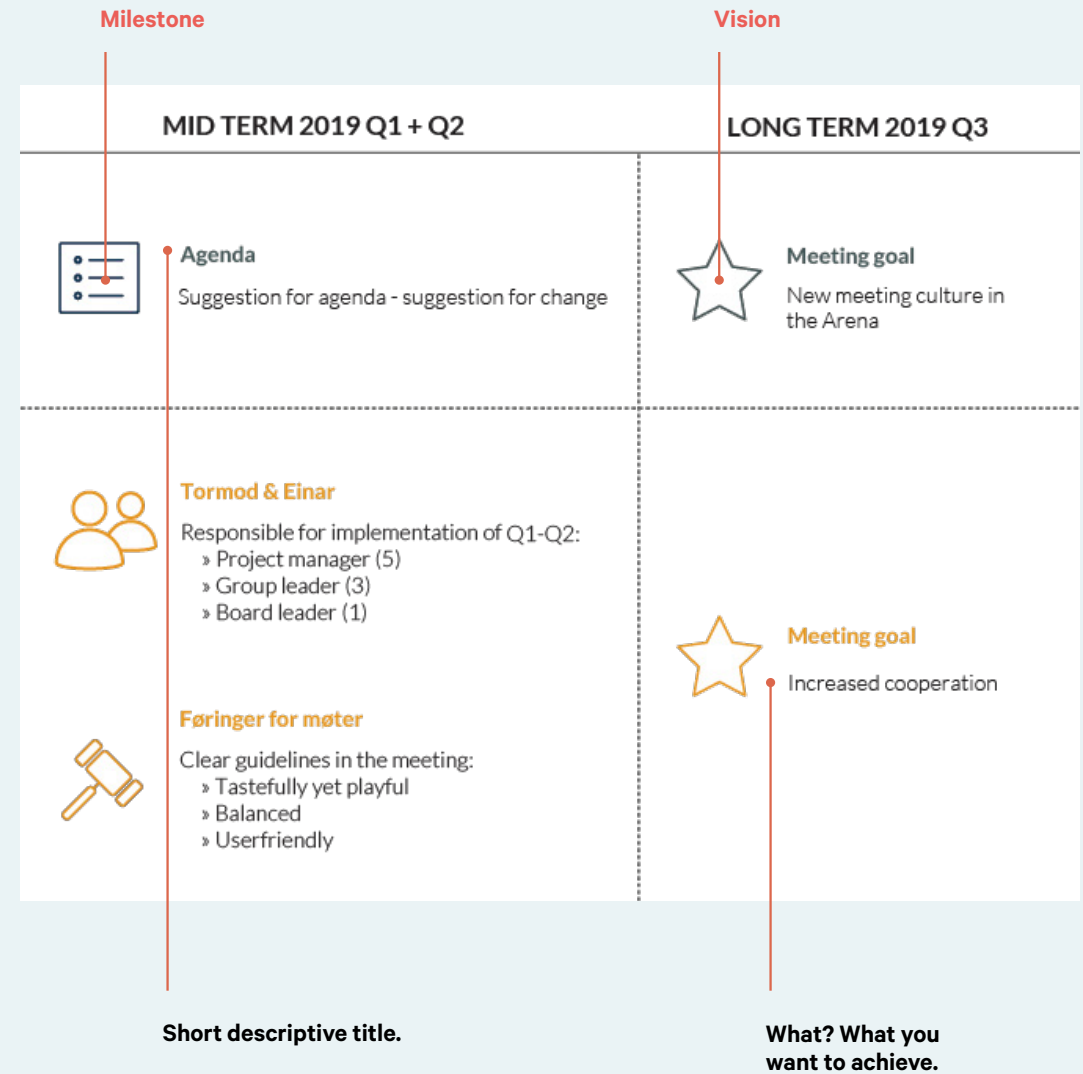 Milestone
Vision
MID TERM 2019 Q1 + Q2
LONG TERM 2019 Q3
Agenda
Suggestion for agenda - suggestion for change
Meeting goal
New meeting culture in
the Arena
Tormod & Einar
Responsible for implementation of Q1-Q2:
» Project manager (5)
» Group leader (3)
» Board leader (1)
Meeting goal
Increased cooperation
Føringer for møter
Clear guidelines in the meeting:
» Tastefully yet playful
» Balanced
» Userfriendly
Short descriptive title.
What? What you
want to achieve.